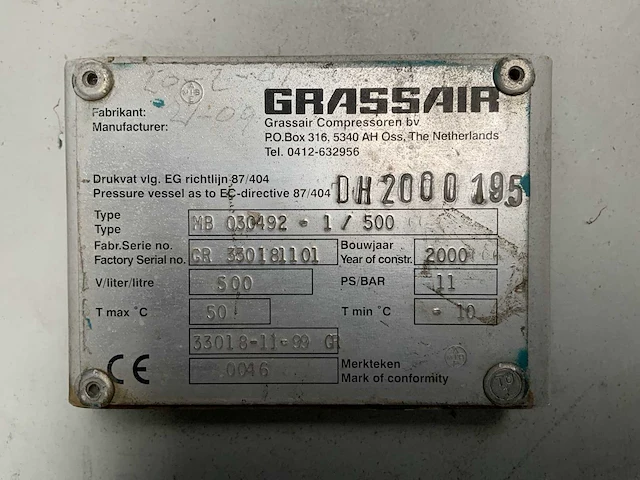 GRASSAIR
Fabrikant:
Manufacturer:
Grassair Compressoren bv
P.O.Box 316, 5340 AH Oss, The Netherlands
Tel. 0412-632956
Drukvat vlg. EG richtlijn 87/404
Pressure vessel as to EC-directive 87/404 DH 2000 195
Type
Type MB 030492 - 1 / 500
Fabr.Serie no. Bouwjaar
Factory Serial no. GR 330181101 Year of constr. 2000
V/liter/litre 500 PS/BAR 11
T max °C 50 T min °C - 10
33018-11-99 GR
CE 0046 Merkteken
Mark of conformity